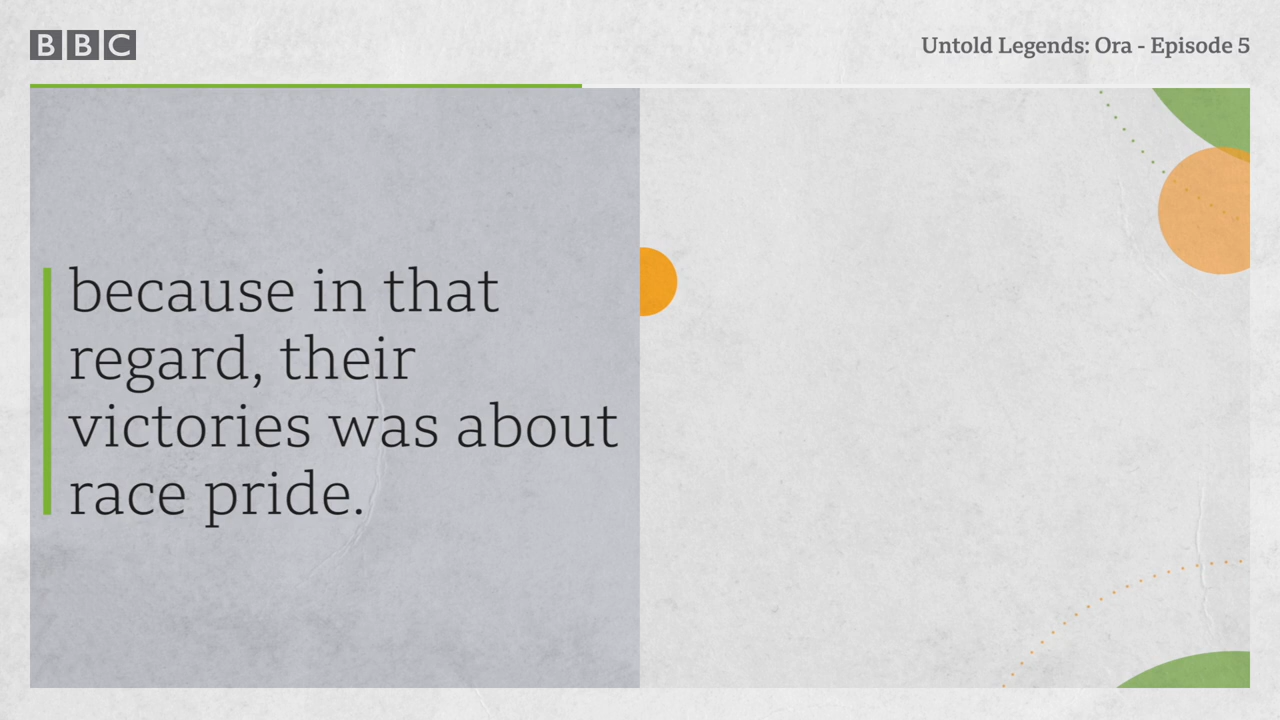 BBC
Untold Legends: Ora - Episode 5
because in that
regard, their
victories was about
race pride.